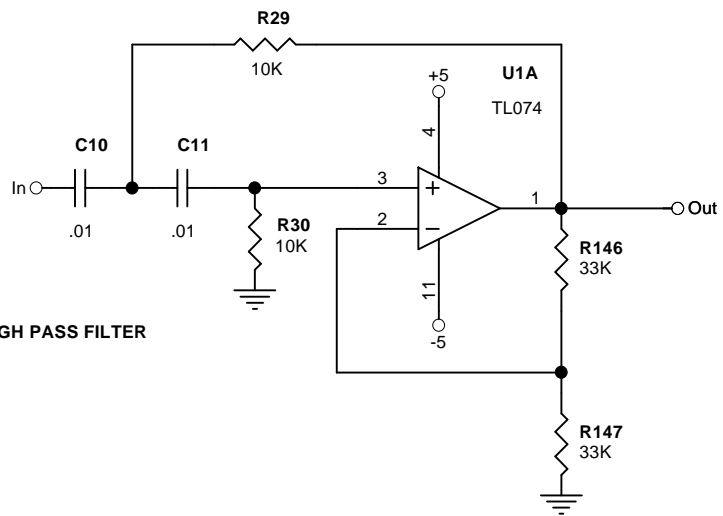 R29
10K
+5
U1A
TL074
4
C10
C11
In
3
1
Out
2
.01
.01
R30
10K
R146
33K
11
-5
GH PASS FILTER
R147
33K